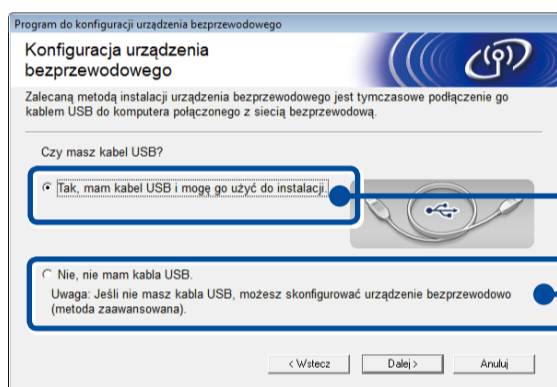 Program do konfiguracji urządzenia bezprzewodowego
Konfiguracja urządzenia
bezprzewodowego
Zalecaną metodą instalacji urządzenia bezprzewodowego jest tymczasowe podłączenie go
kablem USB do komputera połączonego z siecią bezprzewodową.
Czy masz kabel USB?
Tak, mam kabel USB i mogę go użyć do instalacji.
Nie, nie mam kabla USB.
Uwaga: Jeśli nie masz kabla USB, możesz skonfigurować urządzenie bezprzewodowo
(metoda zaawansowana).
< Wstecz
Dalej >
Anuluj